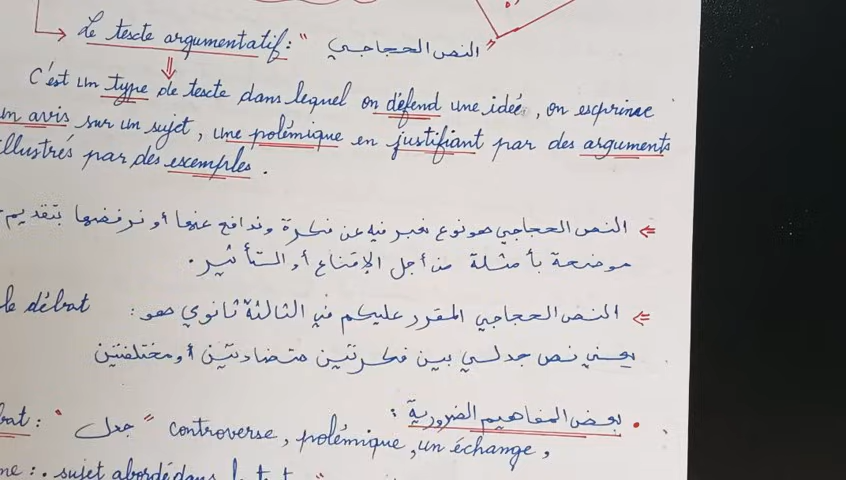 Le texte argumentatif : "النص الحجاجي"
C'est un type de texte dans lequel on défend une idée, on exprime
un avis sur un sujet, une polémique en justifiant par des arguments
illustrés par des exemples.
⇐ النص الحجاجي هو نوع نعبر فيه عن فكرة وندافع عنها أو نرفضها بتقديم
موضحة بأمثلة من أجل الإقناع أو التأثير.
⇐ النص الحجاجي المقرر عليكم في الثالثة ثانوي هو : le débat
يعني نص جدلي بين فكرتين متضادتين أو مختلفتين
• بعض المفاهيم الضرورية :
bat : "جدل" controverse, polémique, un échange,
me : . sujet abordé dans le